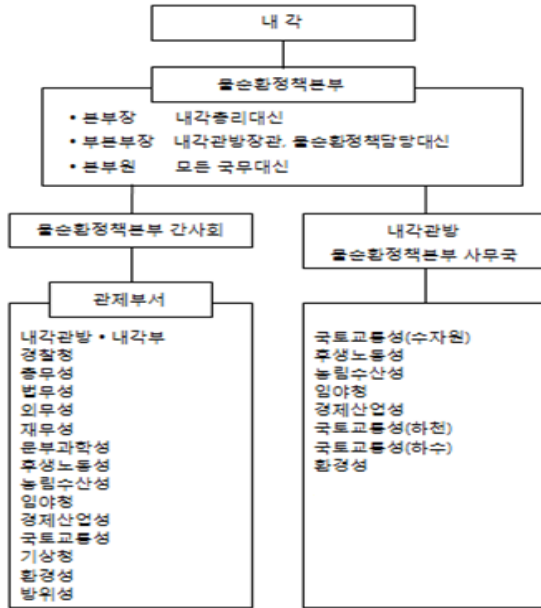 내 각
물순환정책본부
• 본부장 내각총리대신
• 부본부장 내각관방장관, 물순환정책담당대신
• 본부원 모든 국무대신
물순환정책본부 간사회
내각관방
물순환정책본부 사무국
관제부서
내각관방 • 내각부
경찰청
총무성
법무성
외무성
재무성
문부과학성
후생노동성
농림수산성
임야청
경제산업성
국토교통성
기상청
환경성
방위성
국토교통성(수자원)
후생노동성
농림수산성
임야청
경제산업성
국토교통성(하천)
국토교통성(하수)
환경성